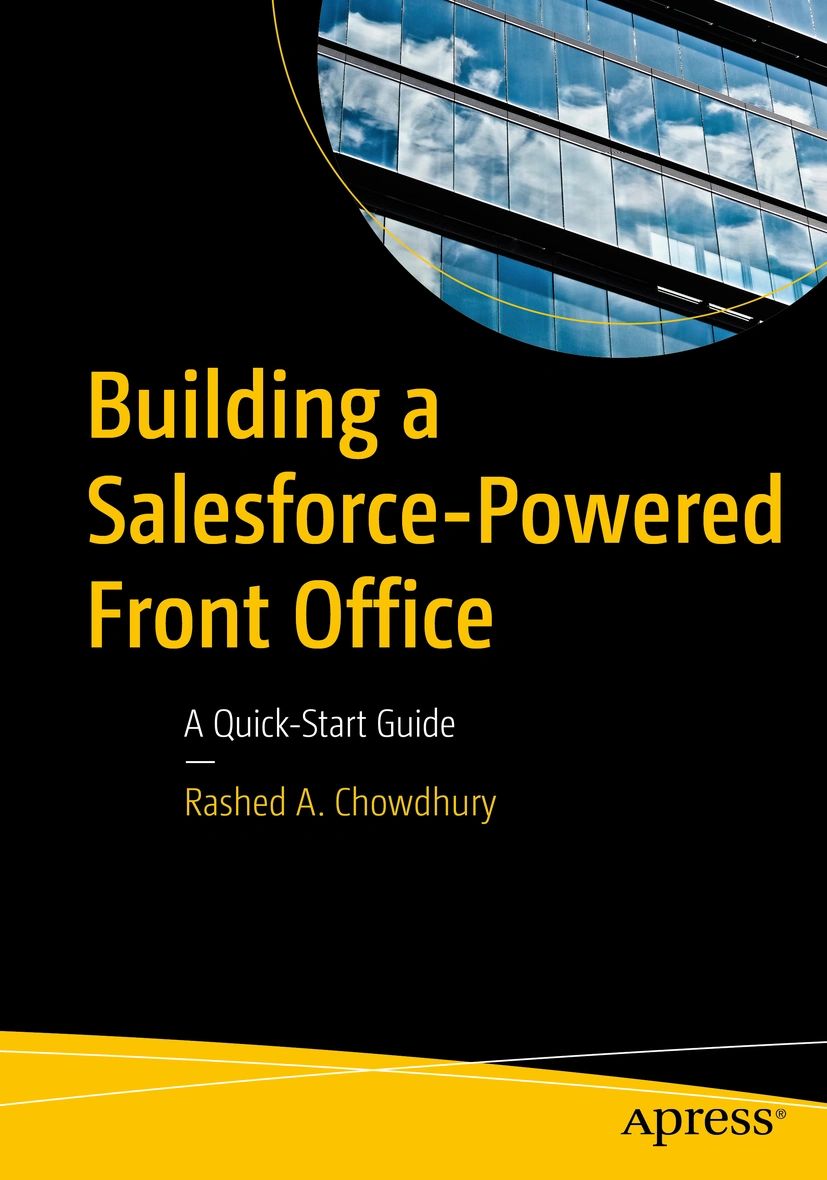 Building a
Salesforce-Powered
Front Office
A Quick-Start Guide
Rashed A. Chowdhury
Apress®